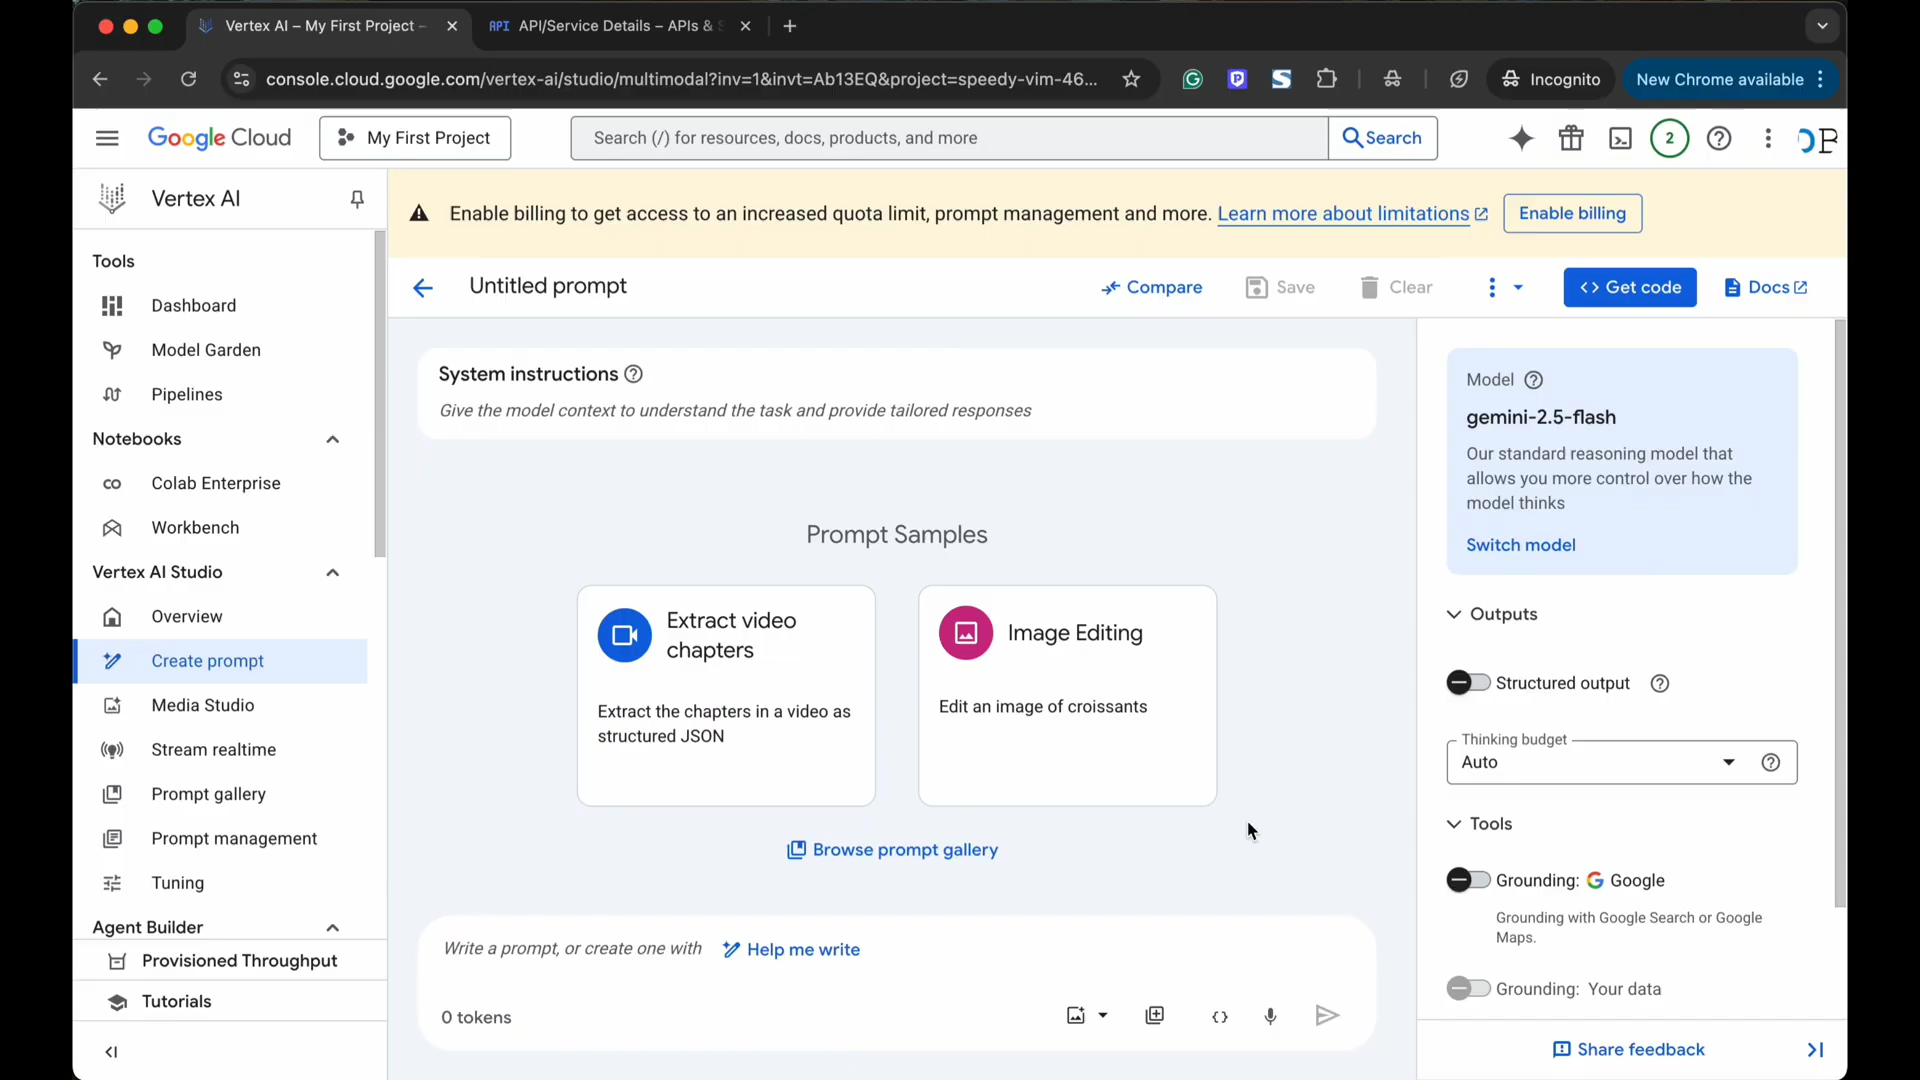 Vertex AI – My First Project –
API API/Service Details – APIs & S
console.cloud.google.com/vertex-ai/studio/multimodal?inv=1&invt=Ab13EQ&project=speedy-vim-46...
Incognito
New Chrome available
Google Cloud
My First Project
Search (/) for resources, docs, products, and more
Search
2
Vertex AI
Enable billing to get access to an increased quota limit, prompt management and more. Learn more about limitations
Enable billing
Tools
Dashboard
Model Garden
Pipelines
Notebooks
Colab Enterprise
Workbench
Vertex AI Studio
Overview
Create prompt
Media Studio
Stream realtime
Prompt gallery
Prompt management
Tuning
Agent Builder
Provisioned Throughput
Tutorials
Untitled prompt
Compare
Save
Clear
Get code
Docs
System instructions
Give the model context to understand the task and provide tailored responses
Prompt Samples
Extract video
chapters
Extract the chapters in a video as
structured JSON
Image Editing
Edit an image of croissants
Browse prompt gallery
Write a prompt, or create one with
Help me write
0 tokens
Model
gemini-2.5-flash
Our standard reasoning model that
allows you more control over how the
model thinks
Switch model
Outputs
Structured output
Thinking budget
Auto
Tools
Grounding: Google
Grounding with Google Search or Google
Maps.
Grounding: Your data
Share feedback